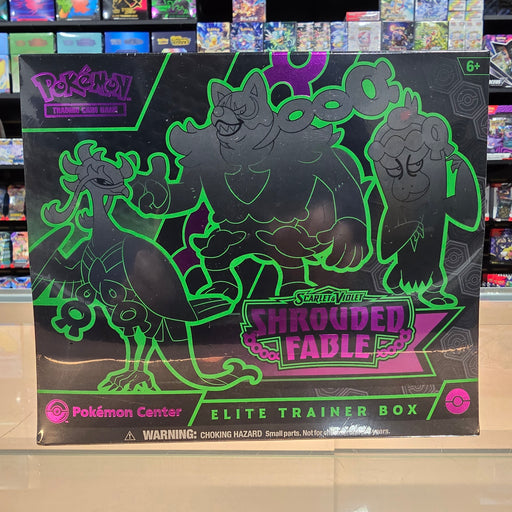 6+
POKÉMON
TRADING CARD GAME
SCARLET & VIOLET
SHROUDED
FABLE
Pokémon Center
ELITE TRAINER BOX
⚠ WARNING: CHOKING HAZARD Small parts. Not for years.